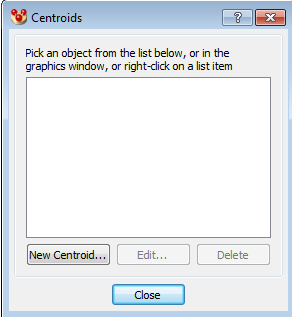 Centroids
Pick an object from the list below, or in the
graphics window, or right-click on a list item
New Centroid... Edit... Delete
Close